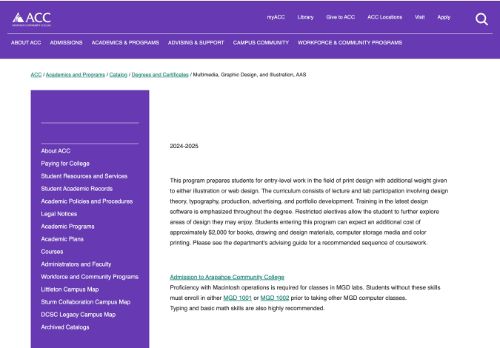 ACC
ARAPAHOE COMMUNITY COLLEGE
myACC Library Give to ACC ACC Locations Visit Apply
ABOUT ACC ADMISSIONS ACADEMICS & PROGRAMS ADVISING & SUPPORT CAMPUS COMMUNITY WORKFORCE & COMMUNITY PROGRAMS
ACC / Academics and Programs / Catalog / Degrees and Certificates / Multimedia, Graphic Design, and Illustration, AAS
About ACC
Paying for College
Student Resources and Services
Student Academic Records
Academic Policies and Procedures
Legal Notices
Academic Programs
Academic Plans
Courses
Administrators and Faculty
Workforce and Community Programs
Littleton Campus Map
Sturm Collaboration Campus Map
DCSC Legacy Campus Map
Archived Catalogs
2024-2025
This program prepares students for entry-level work in the field of print design with additional weight given
to either illustration or web design. The curriculum consists of lecture and lab participation involving design
theory, typography, production, advertising, and portfolio development. Training in the latest design
software is emphasized throughout the degree. Restricted electives allow the student to further explore
areas of design they may enjoy. Students entering this program can expect an additional cost of
approximately $2,000 for books, drawing and design materials, computer storage media and color
printing. Please see the department's advising guide for a recommended sequence of coursework.
Admission to Arapahoe Community College
Proficiency with Macintosh operations is required for classes in MGD labs. Students without these skills
must enroll in either MGD 1001 or MGD 1002 prior to taking other MGD computer classes.
Typing and basic math skills are also highly recommended.